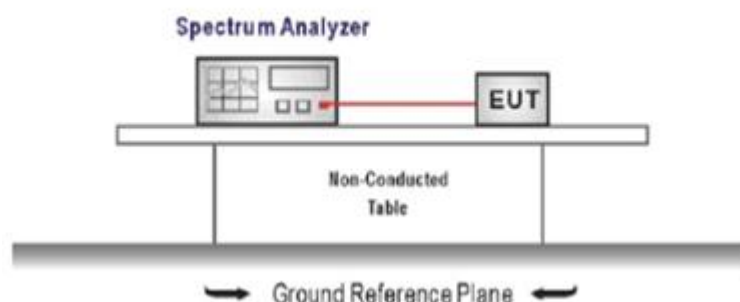 Spectrum Analyzer
EUT
Non-Conducted
Table
Ground Reference Plane